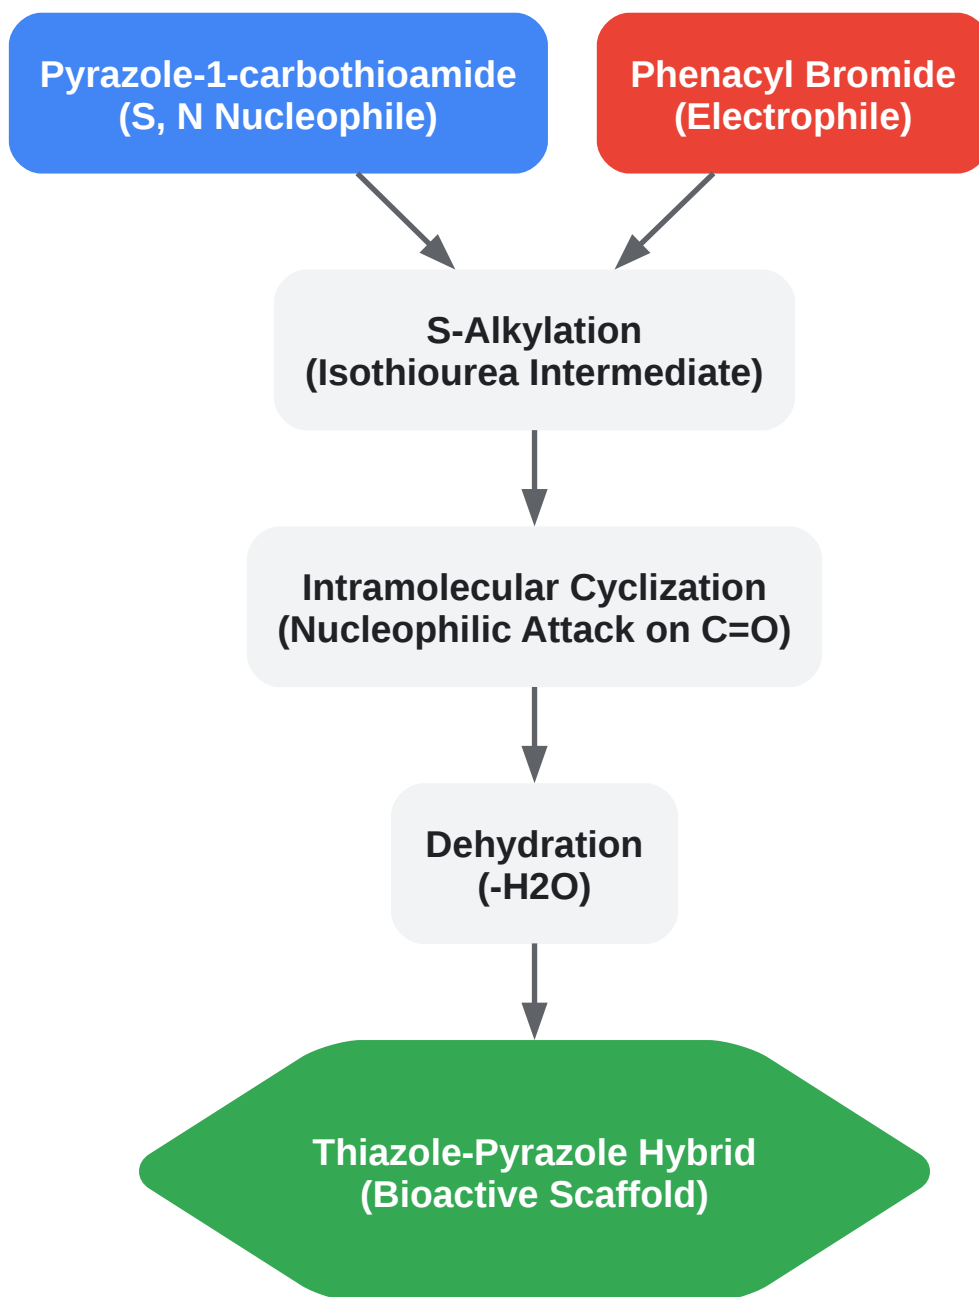 Pyrazole-1-carbothioamide
(S, N Nucleophile)
Phenacyl Bromide
(Electrophile)
S-Alkylation
(Isothiourea Intermediate)
Intramolecular Cyclization
(Nucleophilic Attack on C=O)
Dehydration
(-H2O)
Thiazole-Pyrazole Hybrid
(Bioactive Scaffold)